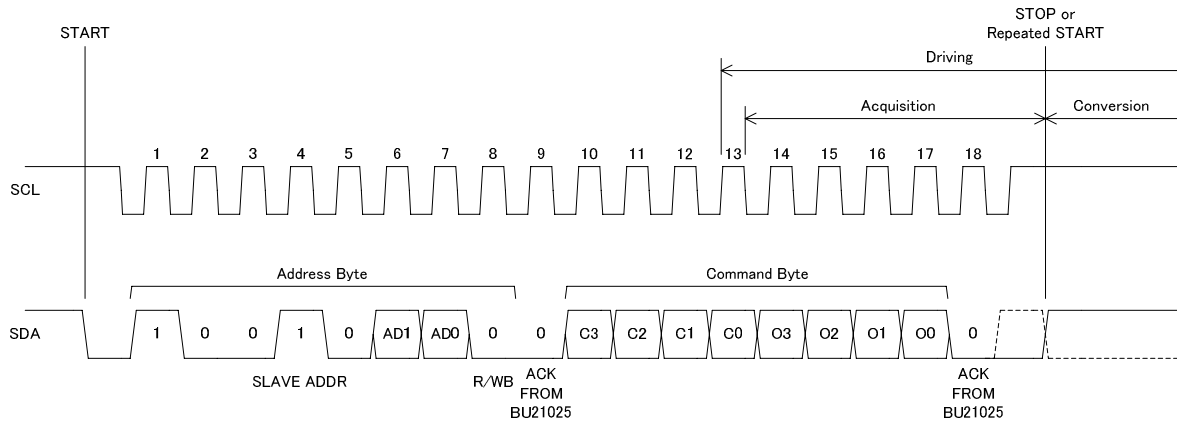 START
STOP or
Repeated START
Driving
Acquisition
Conversion
1 2 3 4 5 6 7 8 9 10 11 12 13 14 15 16 17 18
SCL
Address Byte
Command Byte
SDA
1 0 0 1 0 AD1 AD0 0 0 C3 C2 C1 C0 O3 O2 O1 O0 0
SLAVE ADDR
R/WB
ACK
FROM
BU21025
ACK
FROM
BU21025